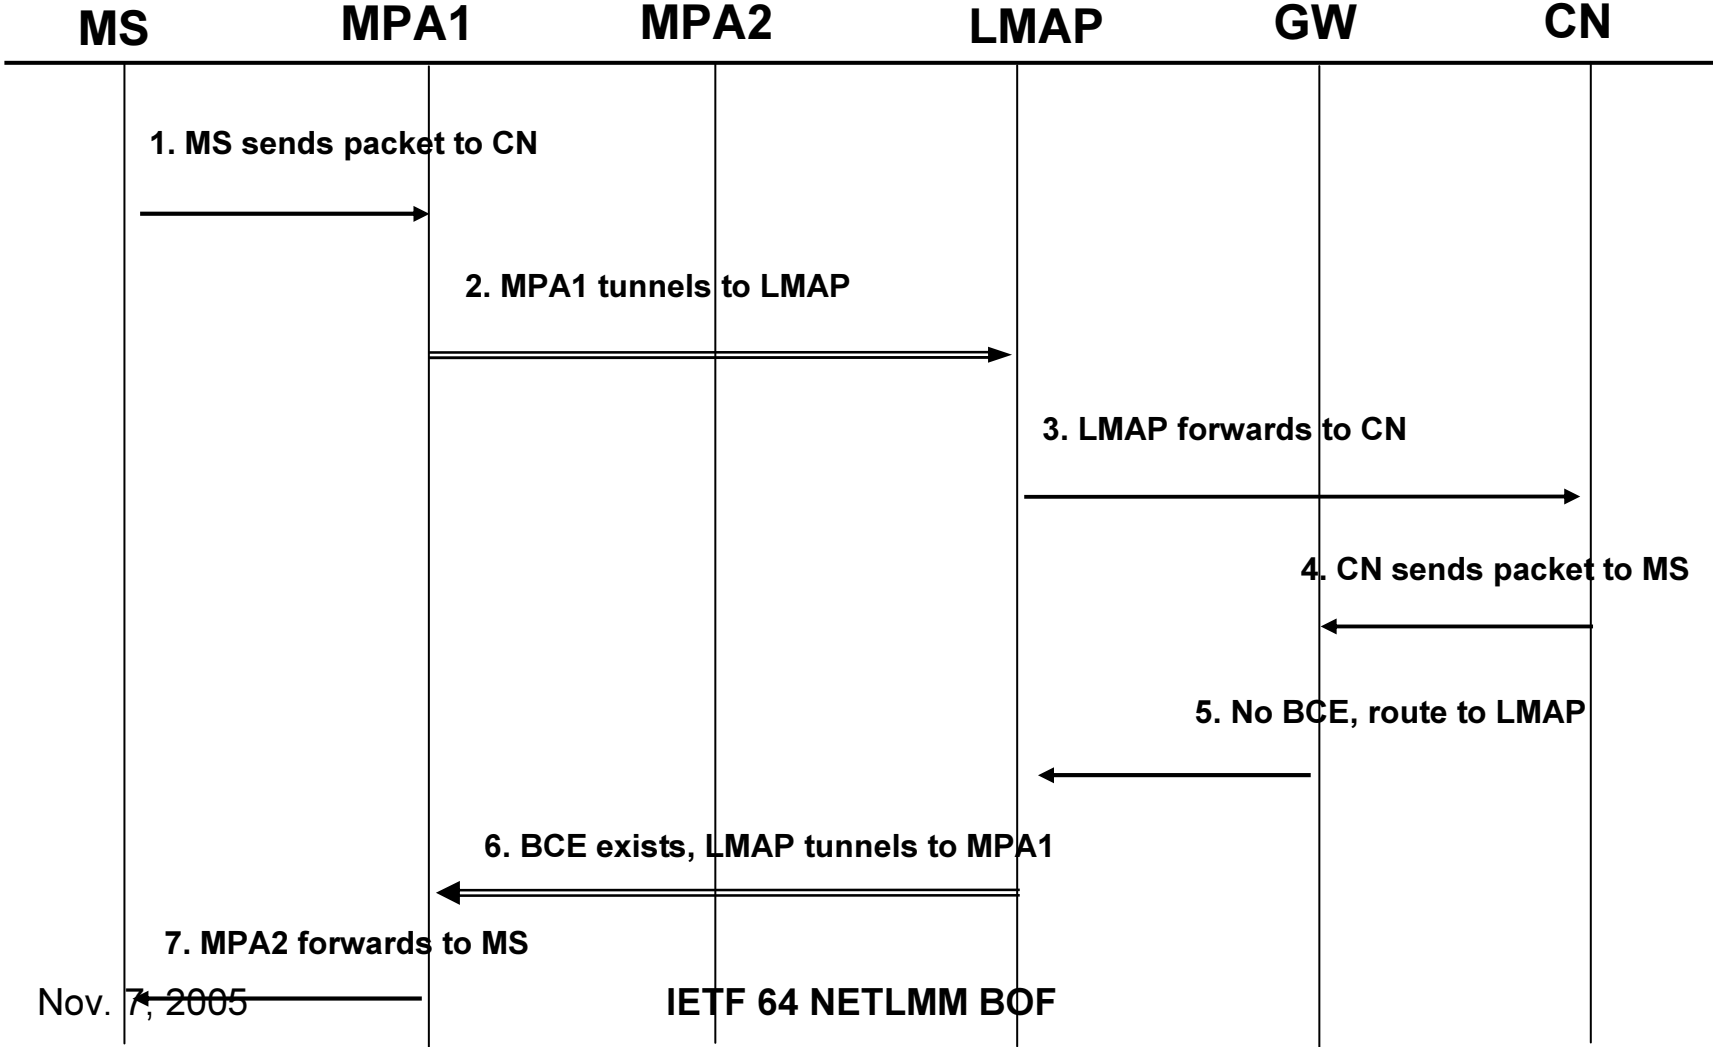 MS MPA1 MPA2 LMAP GW CN
1. MS sends packet to CN
2. MPA1 tunnels to LMAP
3. LMAP forwards to CN
4. CN sends packet to MS
5. No BCE, route to LMAP
6. BCE exists, LMAP tunnels to MPA1
7. MPA2 forwards to MS
Nov. 7, 2005 IETF 64 NETLMM BOF